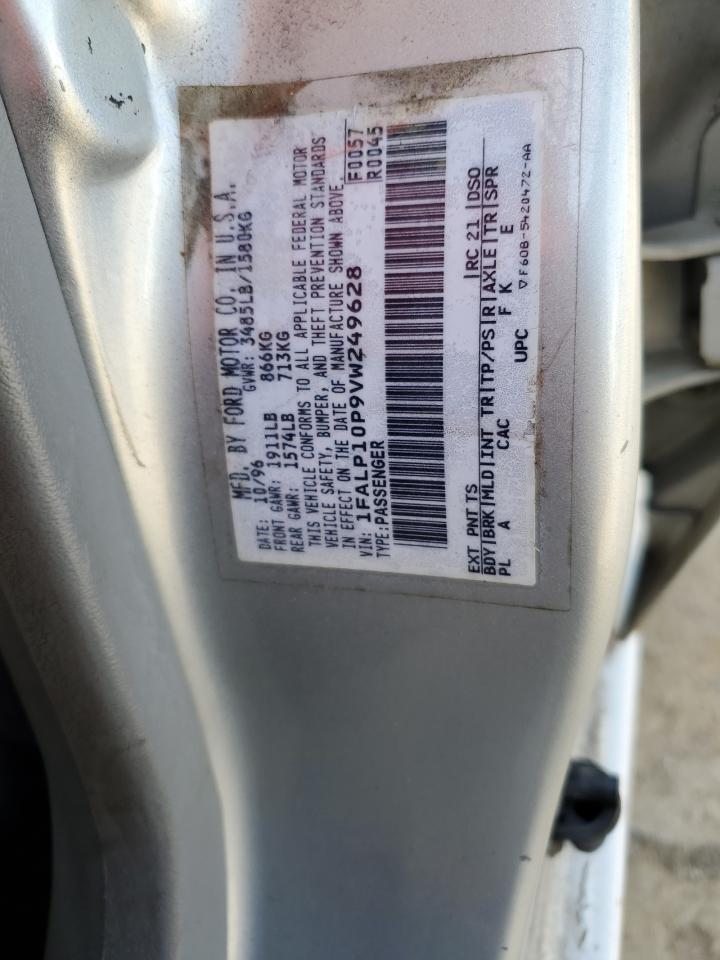 MFD. BY FORD MOTOR CO. IN U.S.A.
DATE: 10/96 GVWR: 3485LB/1580KG
FRONT GAWR: 1911LB 866KG
REAR GAWR: 1574LB 713KG
THIS VEHICLE CONFORMS TO ALL APPLICABLE FEDERAL MOTOR
VEHICLE SAFETY, BUMPER, AND THEFT PREVENTION STANDARDS
IN EFFECT ON THE DATE OF MANUFACTURE SHOWN ABOVE.
VIN: 1FALP10P9VW249628 F0057
TYPE: PASSENGER R0045
EXT PNT TS RC 21 DSO
BDY BRK MLD INT TR TP/PS R AXLE TR SPR
PL A CAC F K E
UPC ▽F60B-5420472-AA